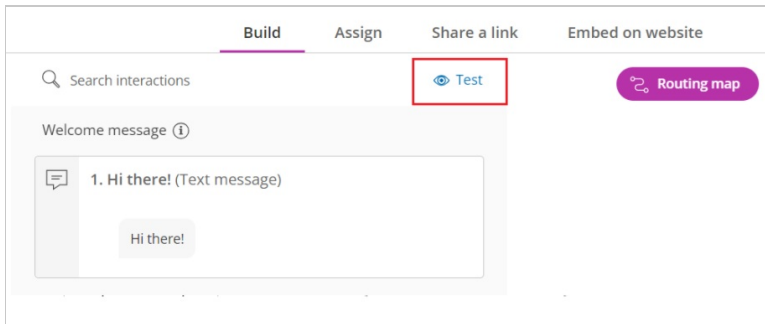 Build Assign Share a link Embed on website
Search interactions Test Routing map
Welcome message
1. Hi there! (Text message)
Hi there!